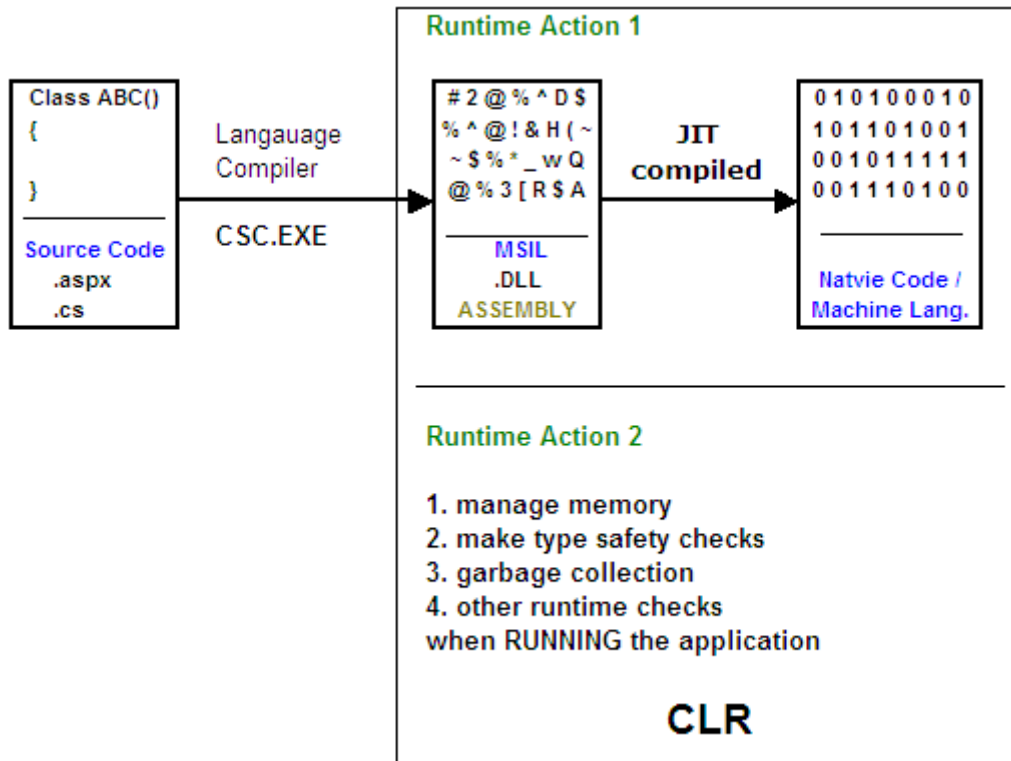 Runtime Action 1
Class ABC()
{
}
Source Code
.aspx
.cs
Langauage
Compiler
CSC.EXE
# 2 @ % ^ D $
% ^ @ ! & H ( ~
~ $ % * _ w Q
@ % 3 [ R $ A
MSIL
.DLL
ASSEMBLY
JIT
compiled
0 1 0 1 0 0 0 1 0
1 0 1 1 0 1 0 0 1
0 0 1 0 1 1 1 1 1
0 0 1 1 1 0 1 0 0
Natvie Code /
Machine Lang.
Runtime Action 2
1. manage memory
2. make type safety checks
3. garbage collection
4. other runtime checks
when RUNNING the application
CLR